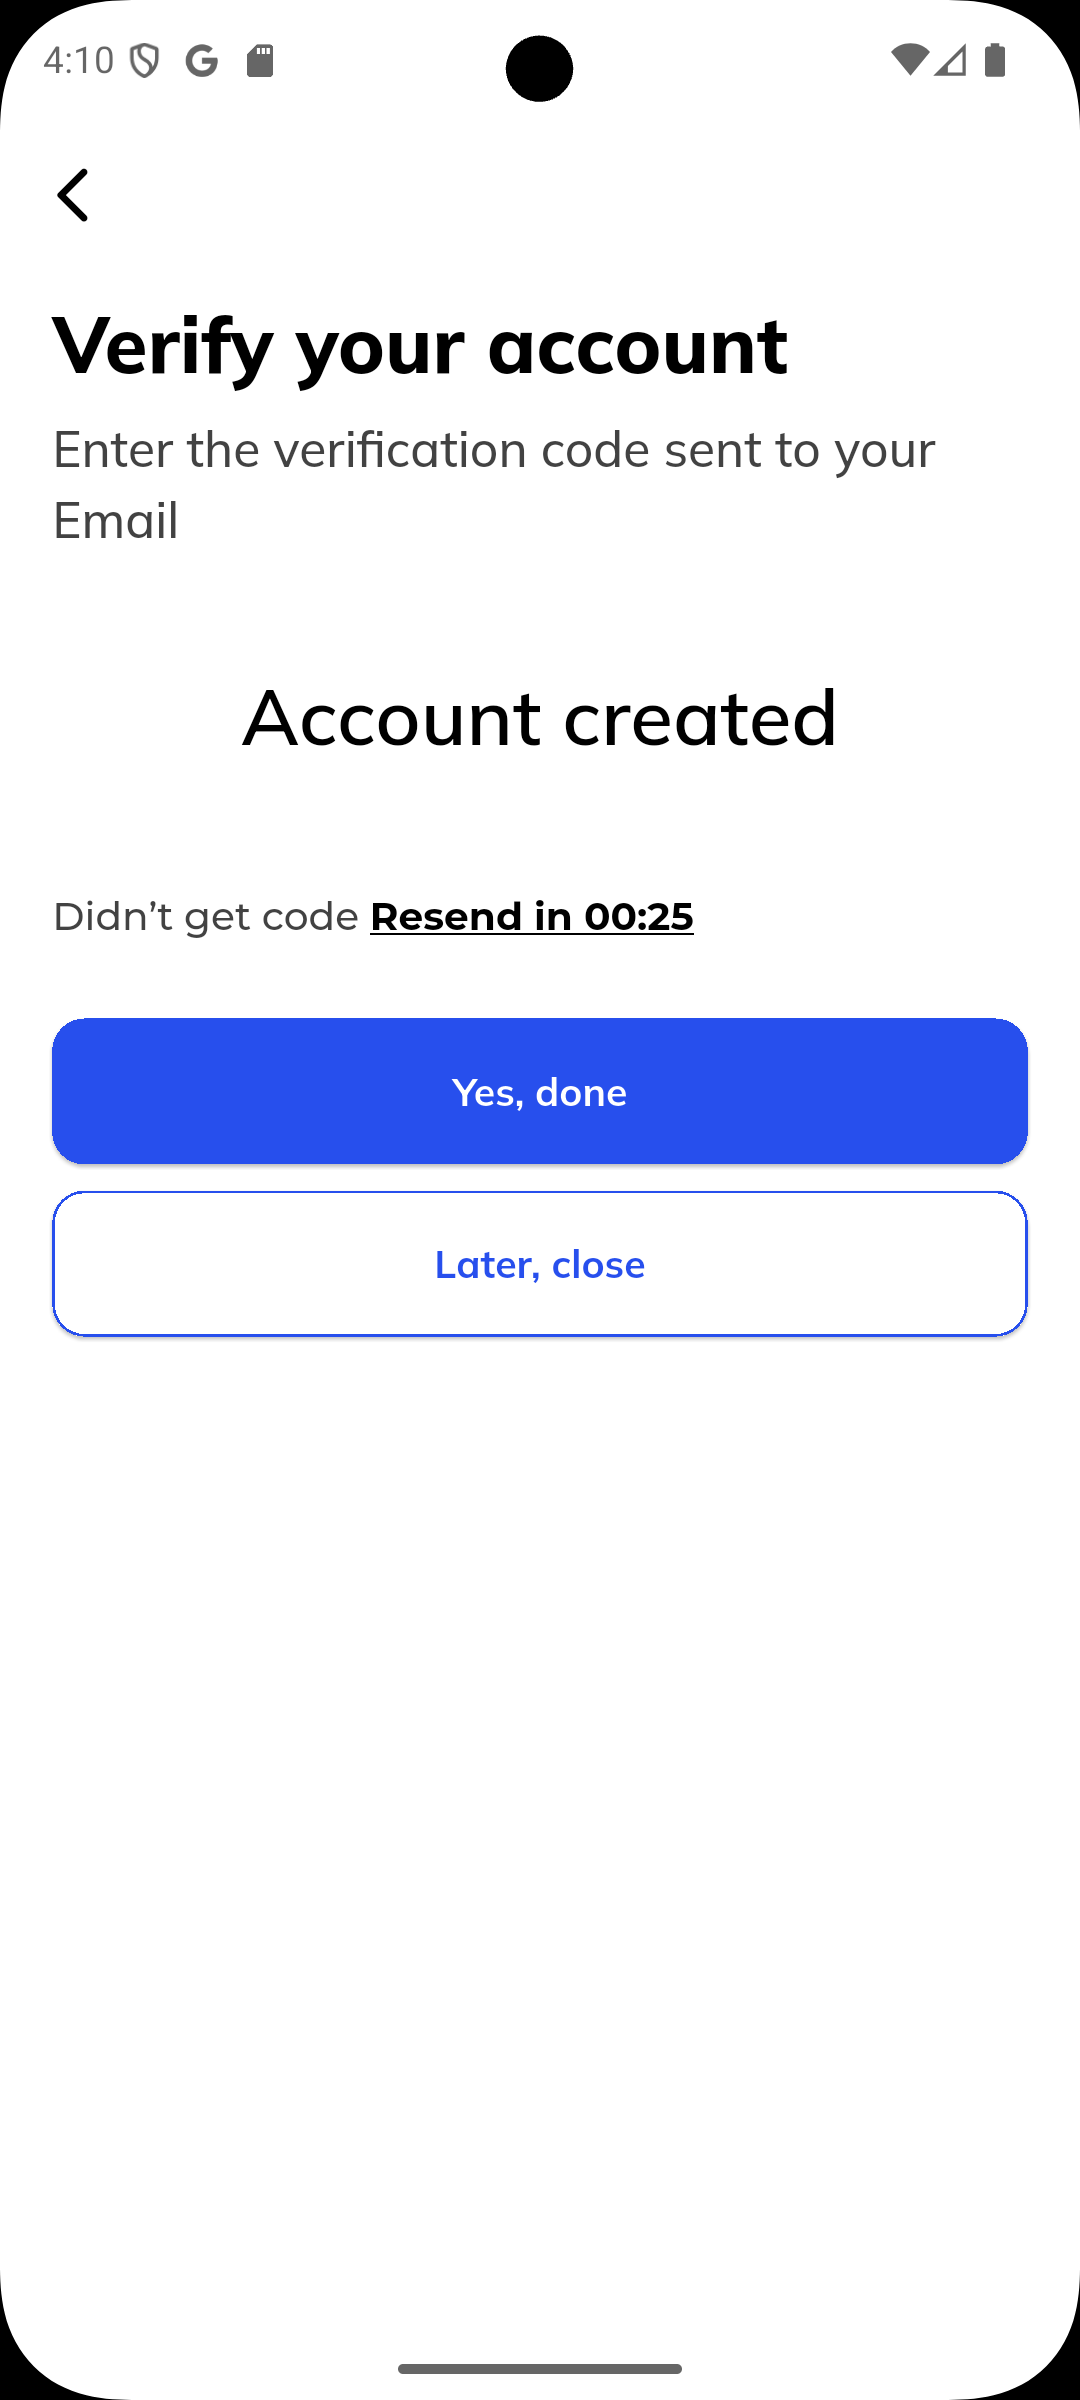 4:10
Verify your account
Enter the verification code sent to your
Email
Account created
Didn’t get code Resend in 00:25
Yes, done
Later, close